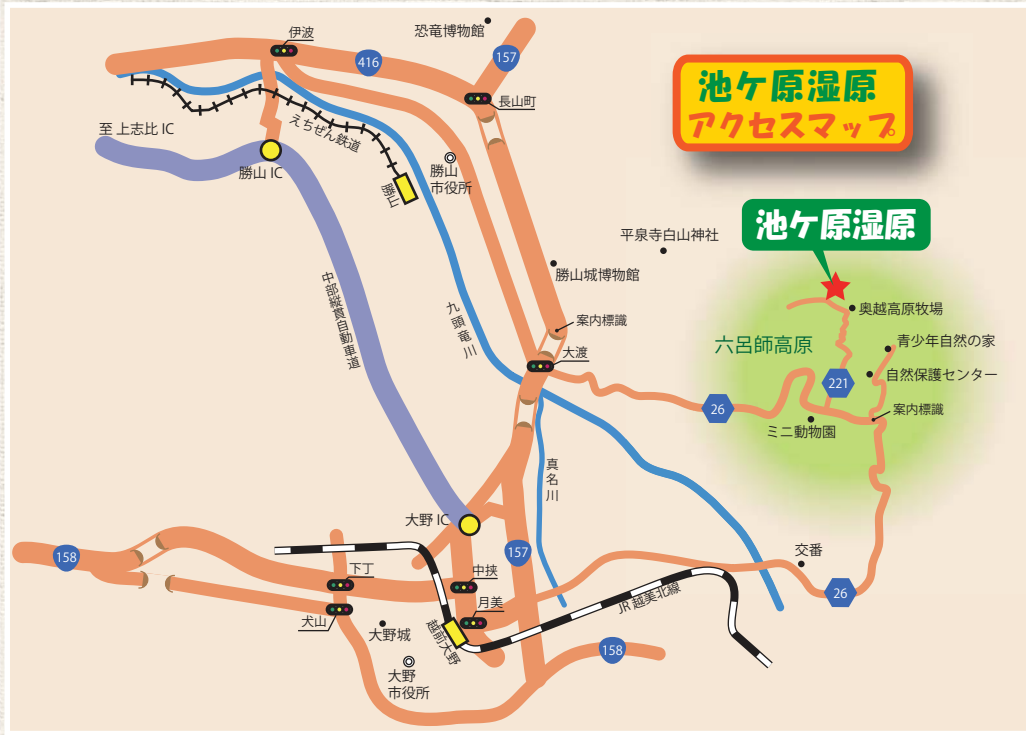 池ケ原湿原
アクセスマップ
伊波
恐竜博物館
157
416
長山町
至 上志比 IC
えちぜん鉄道
勝山 IC
勝山
勝山
市役所
平泉寺白山神社
池ケ原湿原
勝山城博物館
中部縦貫自動車道
九頭竜川
案内標識
奥越高原牧場
六呂師高原
青少年自然の家
大渡
自然保護センター
221
26
案内標識
ミニ動物園
真名川
大野 IC
157
158
交番
下丁
中挟
26
月美
JR 越美北線
犬山
大野城
越前大野
158
大野
市役所